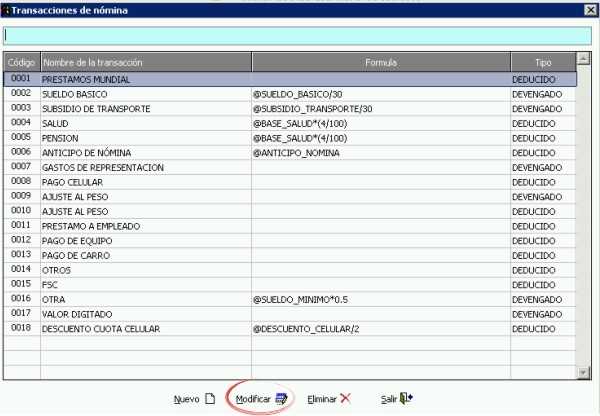 Transacciones de nómina
Código Nombre de la transacción Formula Tipo
0001 PRESTAMOS MUNDIAL DEDUCIDO
0002 SUELDO BASICO @SUELDO_BASICO/30 DEVENGADO
0003 SUBSIDIO DE TRANSPORTE @SUBSIDIO_TRANSPORTE/30 DEVENGADO
0004 SALUD @BASE_SALUD*(4/100) DEDUCIDO
0005 PENSION @BASE_SALUD*(4/100) DEDUCIDO
0006 ANTICIPO DE NÓMINA @ANTICIPO_NOMINA DEDUCIDO
0007 GASTOS DE REPRESENTACION DEVENGADO
0008 PAGO CELULAR DEDUCIDO
0009 AJUSTE AL PESO DEVENGADO
0010 AJUSTE AL PESO DEDUCIDO
0011 PRESTAMO A EMPLEADO DEDUCIDO
0012 PAGO DE EQUIPO DEDUCIDO
0013 PAGO DE CARRO DEDUCIDO
0014 OTROS DEDUCIDO
0015 FSC DEDUCIDO
0016 OTRA @SUELDO_MINIMO*0.5 DEVENGADO
0017 VALOR DIGITADO DEVENGADO
0018 DESCUENTO CUOTA CELULAR @DESCUENTO_CELULAR/2 DEDUCIDO
Nuevo Modificar Eliminar Salir